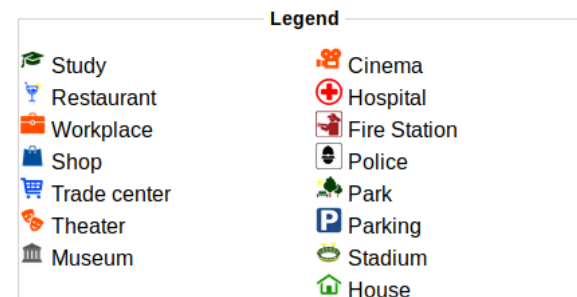 Legend
Study
Restaurant
Workplace
Shop
Trade center
Theater
Museum
Cinema
Hospital
Fire Station
Police
Park
P Parking
Stadium
House